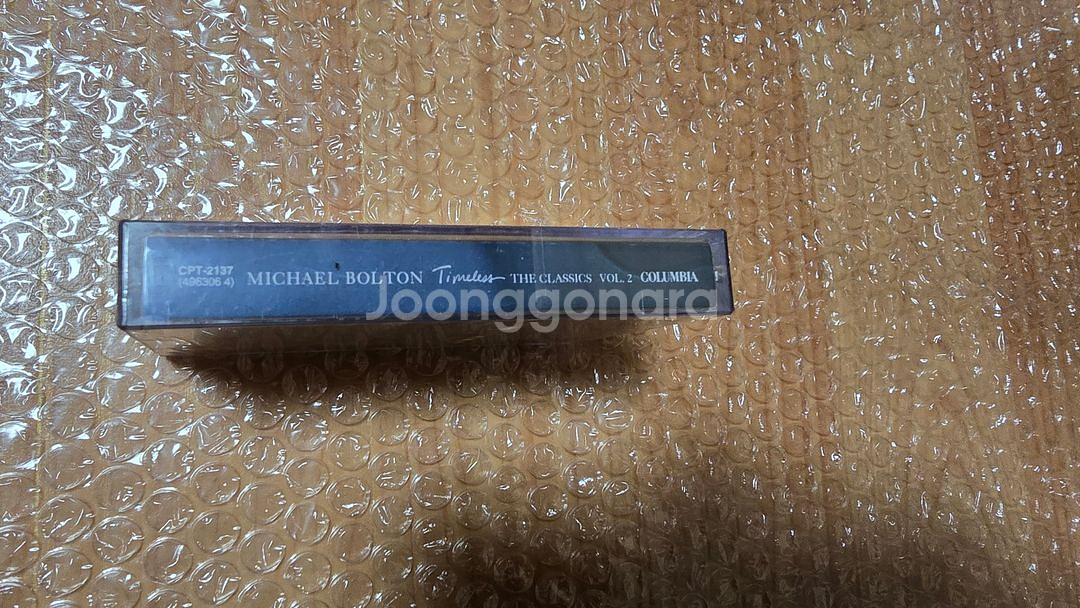 CPT-2137
(496306 4)
MICHAEL BOLTON Timeless THE CLASSICS VOL. 2 COLUMBIA
Joonggonara